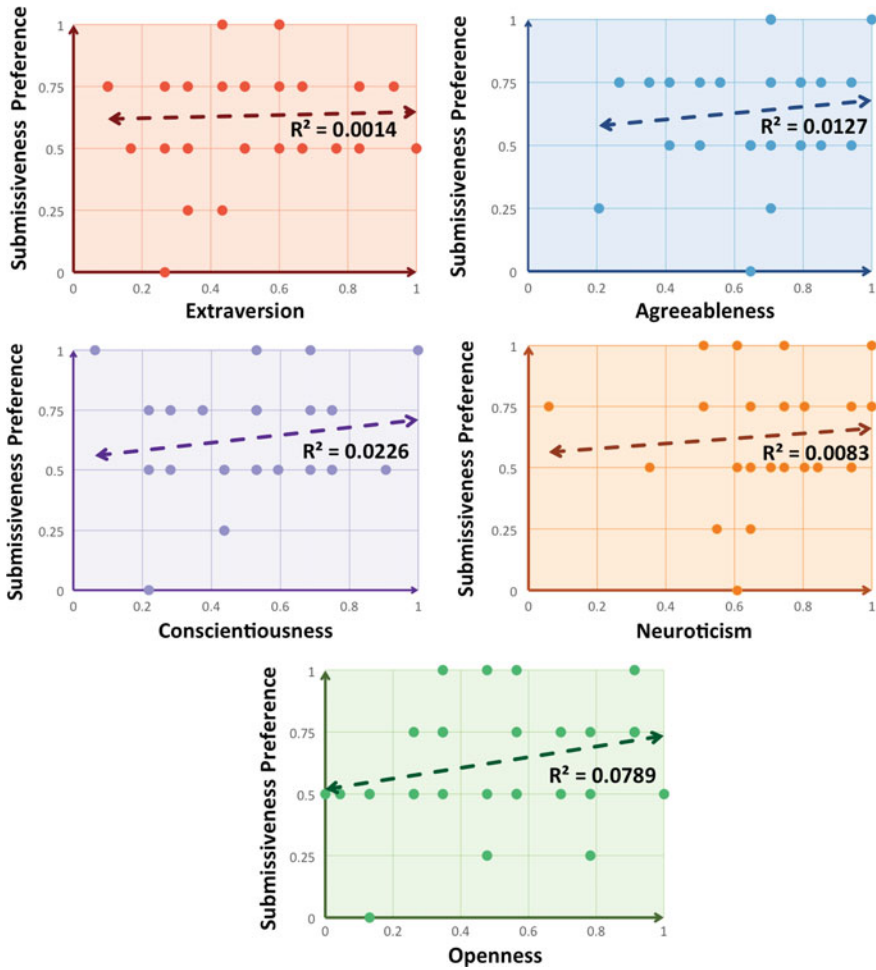 Submissiveness Preference
1
0.75
0.5
0.25
0
R² = 0.0014
0 0.2 0.4 0.6 0.8 1
Extraversion
Submissiveness Preference
1
0.75
0.5
0.25
0
R² = 0.0127
0 0.2 0.4 0.6 0.8 1
Agreeableness
Submissiveness Preference
1
0.75
0.5
0.25
0
R² = 0.0226
0 0.2 0.4 0.6 0.8 1
Conscientiousness
Submissiveness Preference
1
0.75
0.5
0.25
0
R² = 0.0083
0 0.2 0.4 0.6 0.8 1
Neuroticism
Submissiveness Preference
1
0.75
0.5
0.25
0
R² = 0.0789
0 0.2 0.4 0.6 0.8 1
Openness